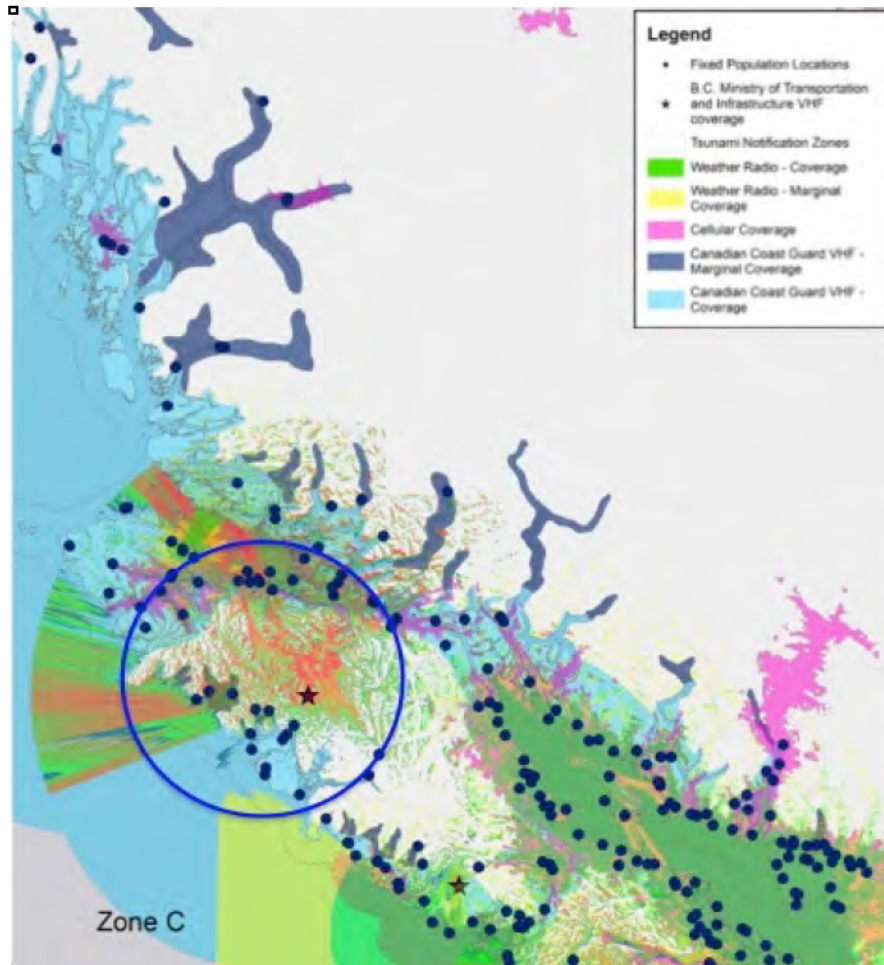 Legend
Fixed Population Locations
B.C. Ministry of Transportation
and Infrastructure VHF
coverage
Tsunami Notification Zones
Weather Radio - Coverage
Weather Radio - Marginal
Coverage
Cellular Coverage
Canadian Coast Guard VHF -
Marginal Coverage
Canadian Coast Guard VHF -
Coverage
Zone C